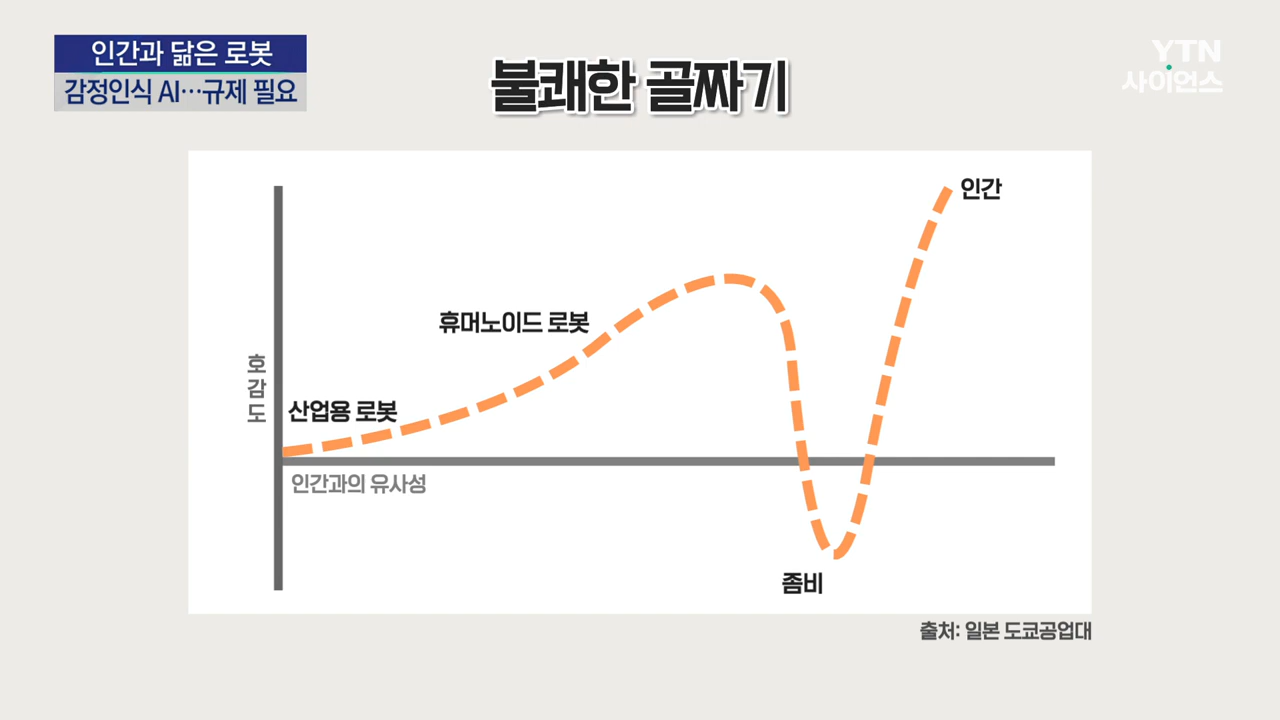 인간과 닮은 로봇
감정인식 AI…규제 필요
불쾌한 골짜기
YTN
사이언스
인간
휴머노이드 로봇
호감도
산업용 로봇
인간과의 유사성
좀비
출처: 일본 도쿄공업대